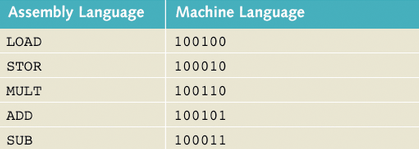 Assembly Language Machine Language
LOAD 100100
STOR 100010
MULT 100110
ADD 100101
SUB 100011